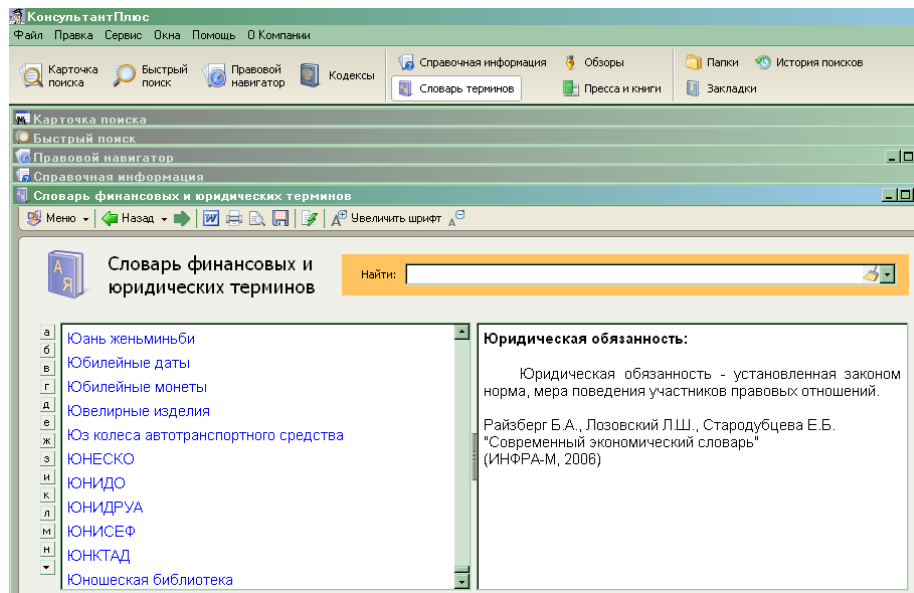 КонсультантПлюс
Файл Правка Сервис Окна Помощь О Компании
Карточка поиска
Быстрый поиск
Правовой навигатор
Кодексы
Справочная информация
Обзоры
Папки
История поисков
Словарь терминов
Пресса и книги
Закладки
Карточка поиска
Быстрый поиск
Правовой навигатор
Справочная информация
Словарь финансовых и юридических терминов
Меню Назад Увеличить шрифт
Словарь финансовых и
юридических терминов
Найти:
а
б
в
г
д
е
ж
з
и
к
л
м
н
Юань женьминьби
Юбилейные даты
Юбилейные монеты
Ювелирные изделия
Юз колеса автотранспортного средства
ЮНЕСКО
ЮНИДО
ЮНИДРУА
ЮНИСЕФ
ЮНКТАД
Юношеская библиотека
Юридическая обязанность:
Юридическая обязанность - установленная законом
норма, мера поведения участников правовых отношений.
Райзберг Б.А., Лозовский Л.Ш., Стародубцева Е.Б.
"Современный экономический словарь"
(ИНФРА-М, 2006)